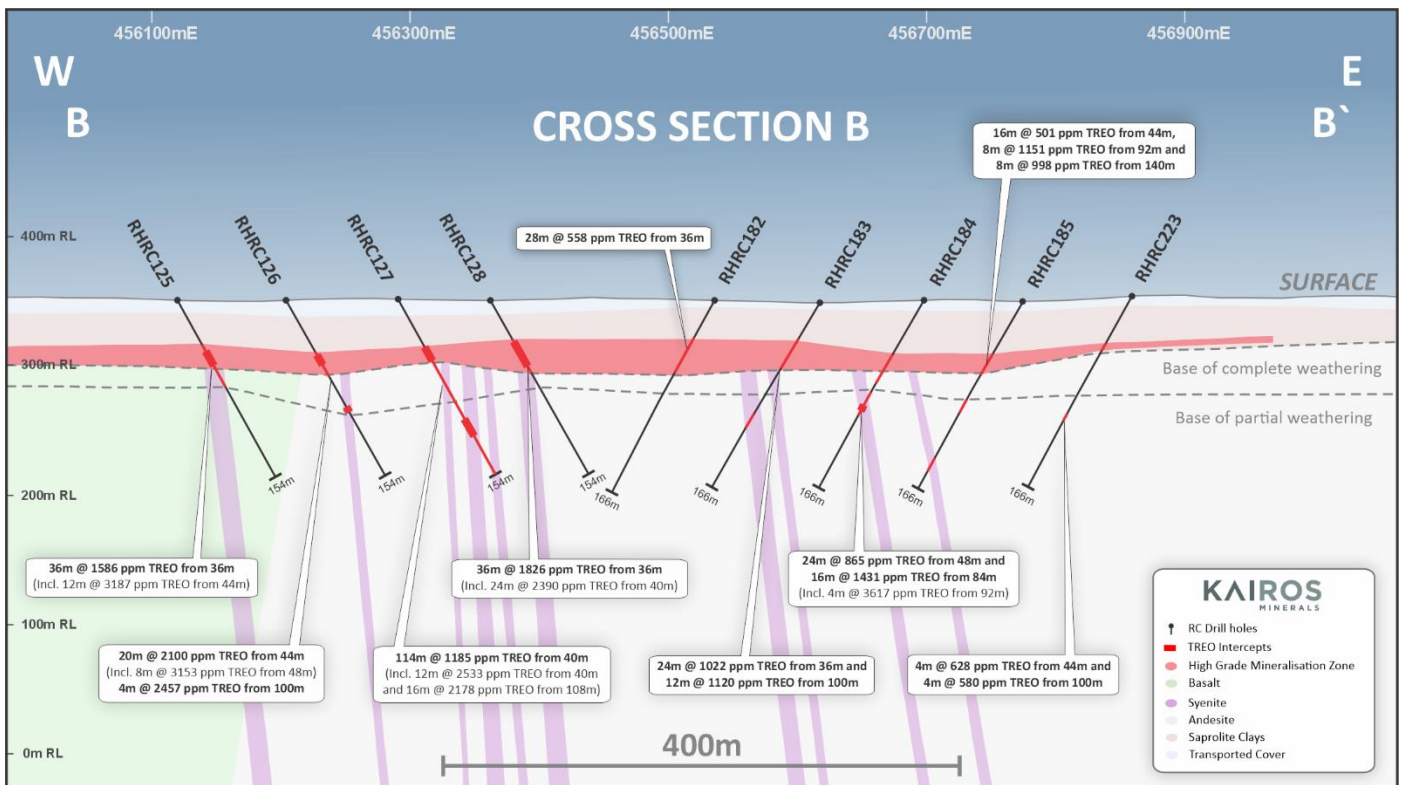 456100mE
456300mE
456500mE
456700mE
456900mE
W
E
B
B`
CROSS SECTION B
16m @ 501 ppm TREO from 44m,
8m @ 1151 ppm TREO from 92m and
8m @ 998 ppm TREO from 140m
400m RL
RHRC125
RHRC126
RHRC127
RHRC128
28m @ 558 ppm TREO from 36m
RHRC182
RHRC183
RHRC184
RHRC185
RHRC223
SURFACE
300m RL
Base of complete weathering
Base of partial weathering
200m RL
154m
154m
154m
154m
166m
166m
166m
166m
166m
36m @ 1586 ppm TREO from 36m
(Incl. 12m @ 3187 ppm TREO from 44m)
36m @ 1826 ppm TREO from 36m
(Incl. 24m @ 2390 ppm TREO from 40m)
24m @ 865 ppm TREO from 48m and
16m @ 1431 ppm TREO from 84m
(Incl. 4m @ 3617 ppm TREO from 92m)
100m RL
20m @ 2100 ppm TREO from 44m
(Incl. 8m @ 3153 ppm TREO from 48m)
4m @ 2457 ppm TREO from 100m
114m @ 1185 ppm TREO from 40m
(Incl. 12m @ 2533 ppm TREO from 40m
and 16m @ 2178 ppm TREO from 108m)
24m @ 1022 ppm TREO from 36m and
12m @ 1120 ppm TREO from 100m
4m @ 628 ppm TREO from 44m and
4m @ 580 ppm TREO from 100m
0m RL
400m
KAIROS
MINERALS
RC Drill holes
TREO Intercepts
High Grade Mineralisation Zone
Basalt
Syenite
Andesite
Saprolite Clays
Transported Cover